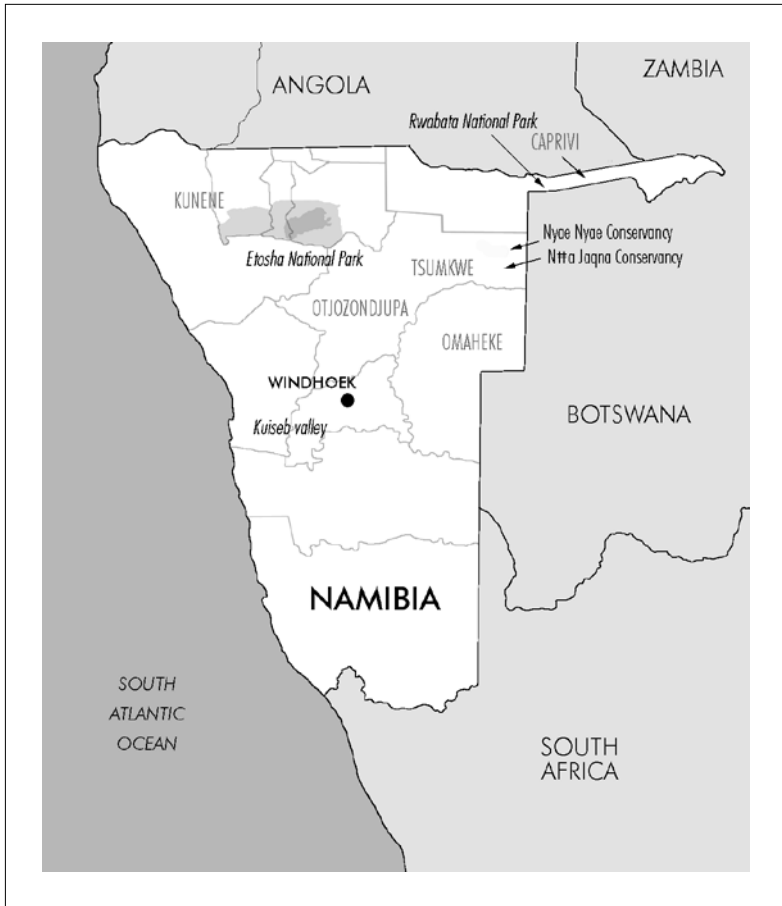 ZAMBIA
ANGOLA
Rwabata National Park
CAPRIVI
KUNENE
Nyae Nyae Conservancy
Etosha National Park
TSUMKWE
N‡a Jaqna Conservancy
OTJOZONDJUPA
OMAHEKE
WINDHOEK
BOTSWANA
Kuiseb valley
NAMIBIA
SOUTH
ATLANTIC
OCEAN
SOUTH
AFRICA